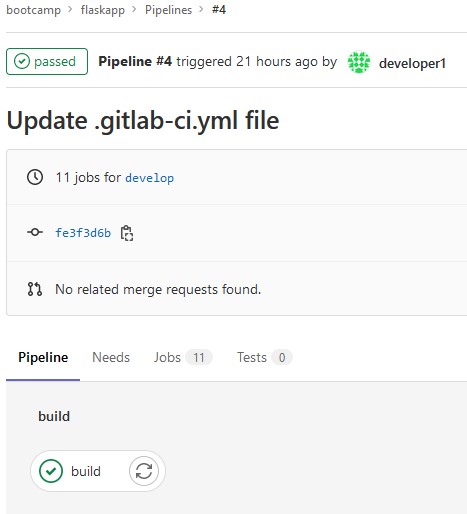 bootcamp > flaskapp > Pipelines > #4
passed Pipeline #4 triggered 21 hours ago by developer1
Update .gitlab-ci.yml file
11 jobs for develop
fe3f3d6b
No related merge requests found.
Pipeline Needs Jobs 11 Tests 0
build
build